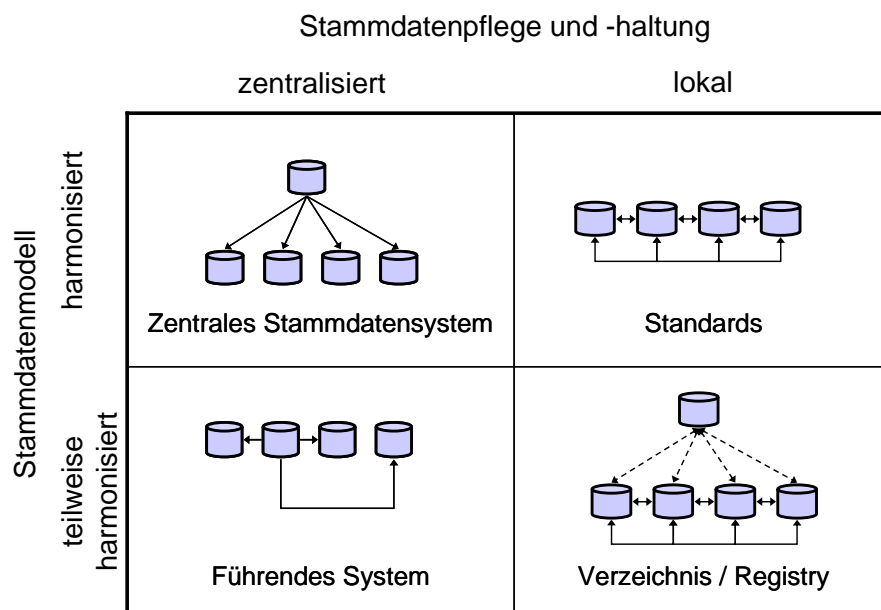 Stammdatenpflege und -haltung
zentralisiert
lokal
Stammdatenmodell
harmonisiert
Zentrales Stammdatensystem
Standards
teilweise
harmonisiert
Führendes System
Verzeichnis / Registry